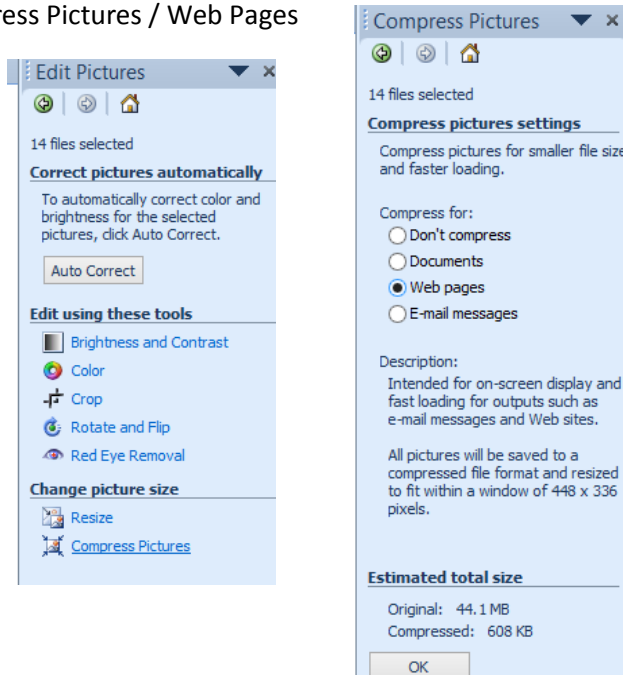 ress Pictures / Web Pages
Edit Pictures
14 files selected
Correct pictures automatically
To automatically correct color and
brightness for the selected
pictures, click Auto Correct.
Auto Correct
Edit using these tools
Brightness and Contrast
Color
Crop
Rotate and Flip
Red Eye Removal
Change picture size
Resize
Compress Pictures
Compress Pictures
14 files selected
Compress pictures settings
Compress pictures for smaller file size
and faster loading.
Compress for:
Don't compress
Documents
Web pages
E-mail messages
Description:
Intended for on-screen display and
fast loading for outputs such as
e-mail messages and Web sites.
All pictures will be saved to a
compressed file format and resized
to fit within a window of 448 x 336
pixels.
Estimated total size
Original: 44.1 MB
Compressed: 608 KB
OK